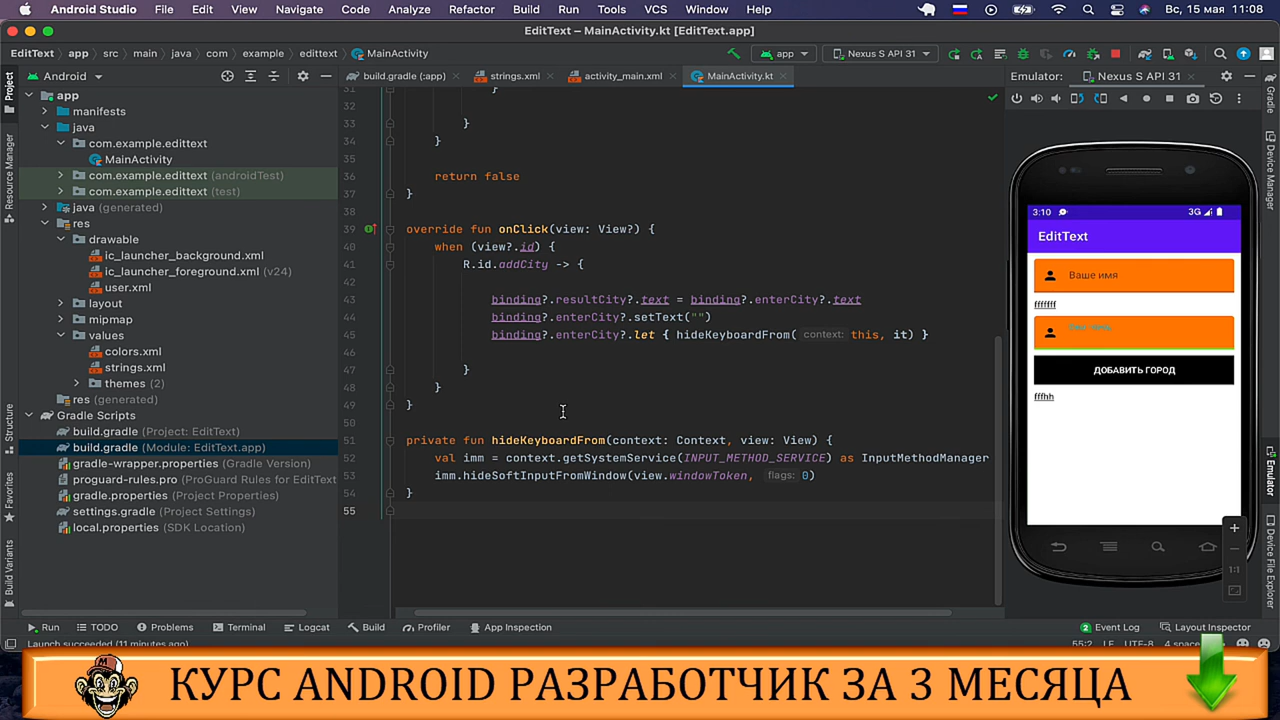 Android Studio File Edit View Navigate Code Analyze Refactor Build Run Tools VCS Window Help Вс, 15 мая 11:08
EditText – MainActivity.kt [EditText.app]
EditText app src main java com example edittext MainActivity app Nexus S API 31
Android build.gradle (:app) strings.xml activity_main.xml MainActivity.kt Emulator: Nexus S API 31
Project
Resource Manager
Structure
Favorites
Build Variants
app
manifests
java
com.example.edittext
MainActivity
com.example.edittext (androidTest)
com.example.edittext (test)
java (generated)
res
drawable
ic_launcher_background.xml
ic_launcher_foreground.xml (v24)
user.xml
layout
mipmap
values
colors.xml
strings.xml
themes (2)
res (generated)
Gradle Scripts
build.gradle (Project: EditText)
build.gradle (Module: EditText.app)
gradle-wrapper.properties (Gradle Version)
proguard-rules.pro (ProGuard Rules for EditText
gradle.properties (Project Properties)
settings.gradle (Project Settings)
local.properties (SDK Location)
31 }
32
33 }
34 }
35
36 return false
37 }
38
39 override fun onClick(view: View?) {
40 when (view?.id) {
41 R.id.addCity -> {
42
43 binding?.resultCity?.text = binding?.enterCity?.text
44 binding?.enterCity?.setText("")
45 binding?.enterCity?.let { hideKeyboardFrom( context: this, it) }
46
47 }
48 }
49 }
50
51 private fun hideKeyboardFrom(context: Context, view: View) {
52 val imm = context.getSystemService(INPUT_METHOD_SERVICE) as InputMethodManager
53 imm.hideSoftInputFromWindow(view.windowToken, flags: 0)
54 }
55
3:10 3G
EditText
Ваше имя
fffffff
ДОБАВИТЬ ГОРОД
fffhh
1:1
Gradle
Device Manager
Emulator
Device File Explorer
Run TODO Problems Terminal Logcat Build Profiler App Inspection 2 Event Log Layout Inspector
Launch succeeded (11 minutes ago) 55:2 LF UTF-8 4 spaces
КУРС ANDROID РАЗРАБОТЧИК ЗА 3 МЕСЯЦА